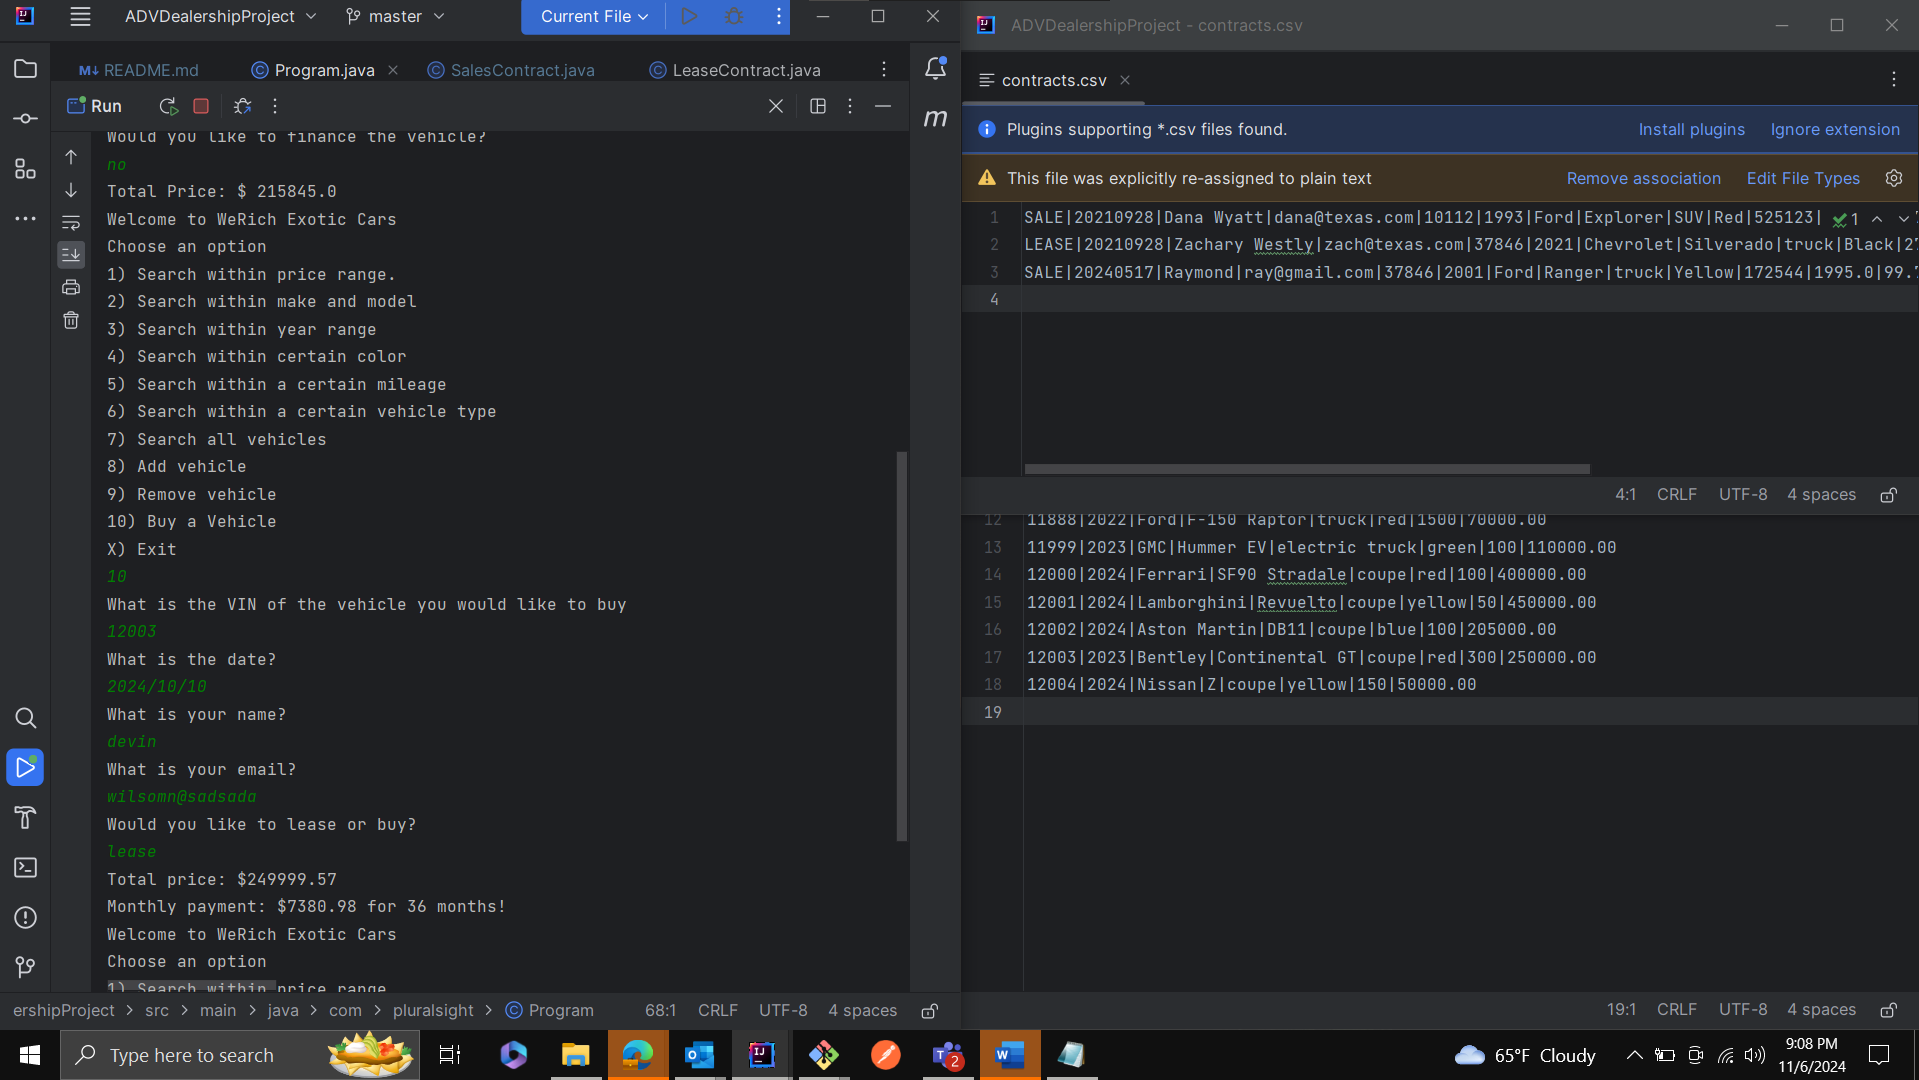 ADVDealershipProject
master
Current File
README.md
Program.java
SalesContract.java
LeaseContract.java
Run
Would you like to finance the vehicle?
no
Total Price: $ 215845.0
Welcome to WeRich Exotic Cars
Choose an option
1) Search within price range.
2) Search within make and model
3) Search within year range
4) Search within certain color
5) Search within a certain mileage
6) Search within a certain vehicle type
7) Search all vehicles
8) Add vehicle
9) Remove vehicle
10) Buy a Vehicle
X) Exit
10
What is the VIN of the vehicle you would like to buy
12003
What is the date?
2024/10/10
What is your name?
devin
What is your email?
wilsomn@sadsada
Would you like to lease or buy?
lease
Total price: $249999.57
Monthly payment: $7380.98 for 36 months!
Welcome to WeRich Exotic Cars
Choose an option
1) Search within price range
ershipProject > src > main > java > com > pluralsight > Program
68:1 CRLF UTF-8 4 spaces
ADVDealershipProject - contracts.csv
contracts.csv
Plugins supporting *.csv files found.
Install plugins Ignore extension
This file was explicitly re-assigned to plain text
Remove association Edit File Types
1 SALE|20210928|Dana Wyatt|dana@texas.com|10112|1993|Ford|Explorer|SUV|Red|525123|
1
2 LEASE|20210928|Zachary Westly|zach@texas.com|37846|2021|Chevrolet|Silverado|truck|Black|27
3 SALE|20240517|Raymond|ray@gmail.com|37846|2001|Ford|Ranger|truck|Yellow|172544|1995.0|99.7
4
4:1 CRLF UTF-8 4 spaces
12 11888|2022|Ford|F-150 Raptor|truck|red|1500|70000.00
13 11999|2023|GMC|Hummer EV|electric truck|green|100|110000.00
14 12000|2024|Ferrari|SF90 Stradale|coupe|red|100|400000.00
15 12001|2024|Lamborghini|Revuelto|coupe|yellow|50|450000.00
16 12002|2024|Aston Martin|DB11|coupe|blue|100|205000.00
17 12003|2023|Bentley|Continental GT|coupe|red|300|250000.00
18 12004|2024|Nissan|Z|coupe|yellow|150|50000.00
19
19:1 CRLF UTF-8 4 spaces
Type here to search
2
65°F Cloudy
9:08 PM
11/6/2024